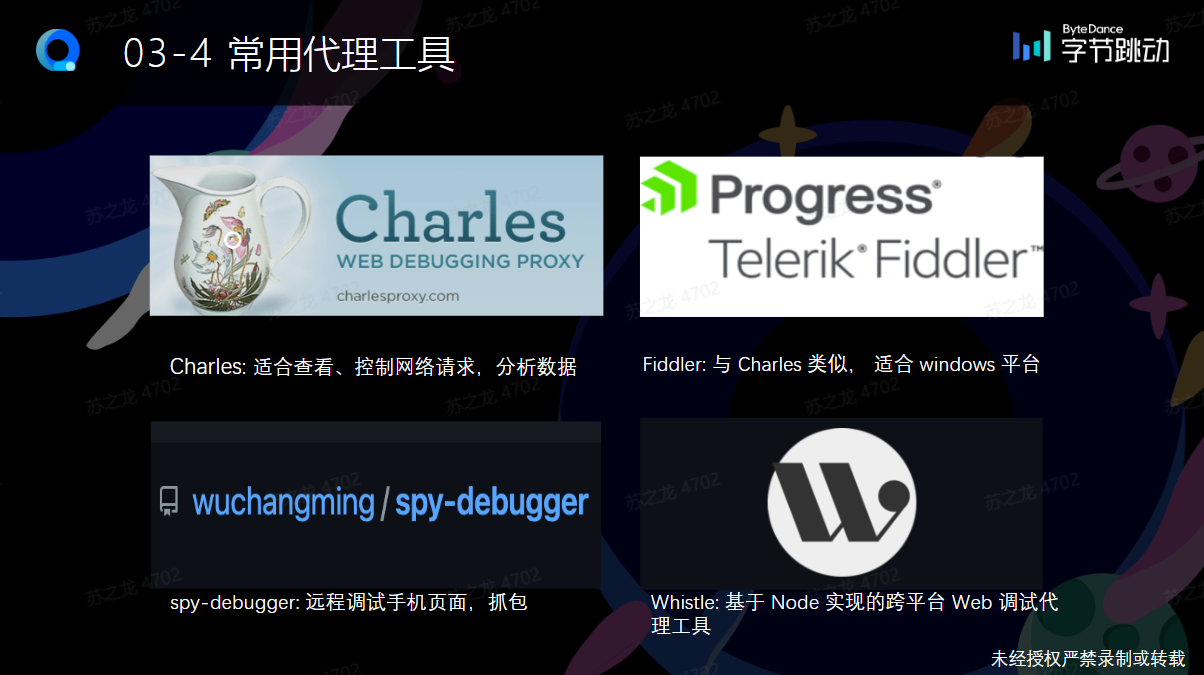 03-4 常用代理工具
ByteDance
字节跳动
Charles
WEB DEBUGGING PROXY
charlesproxy.com
Progress®
Telerik® Fiddler™
Charles: 适合查看、控制网络请求，分析数据
Fiddler: 与 Charles 类似， 适合 windows 平台
wuchangming / spy-debugger
W
spy-debugger: 远程调试手机页面，抓包
Whistle: 基于 Node 实现的跨平台 Web 调试代
理工具
未经授权严禁录制或转载
苏之龙 4702